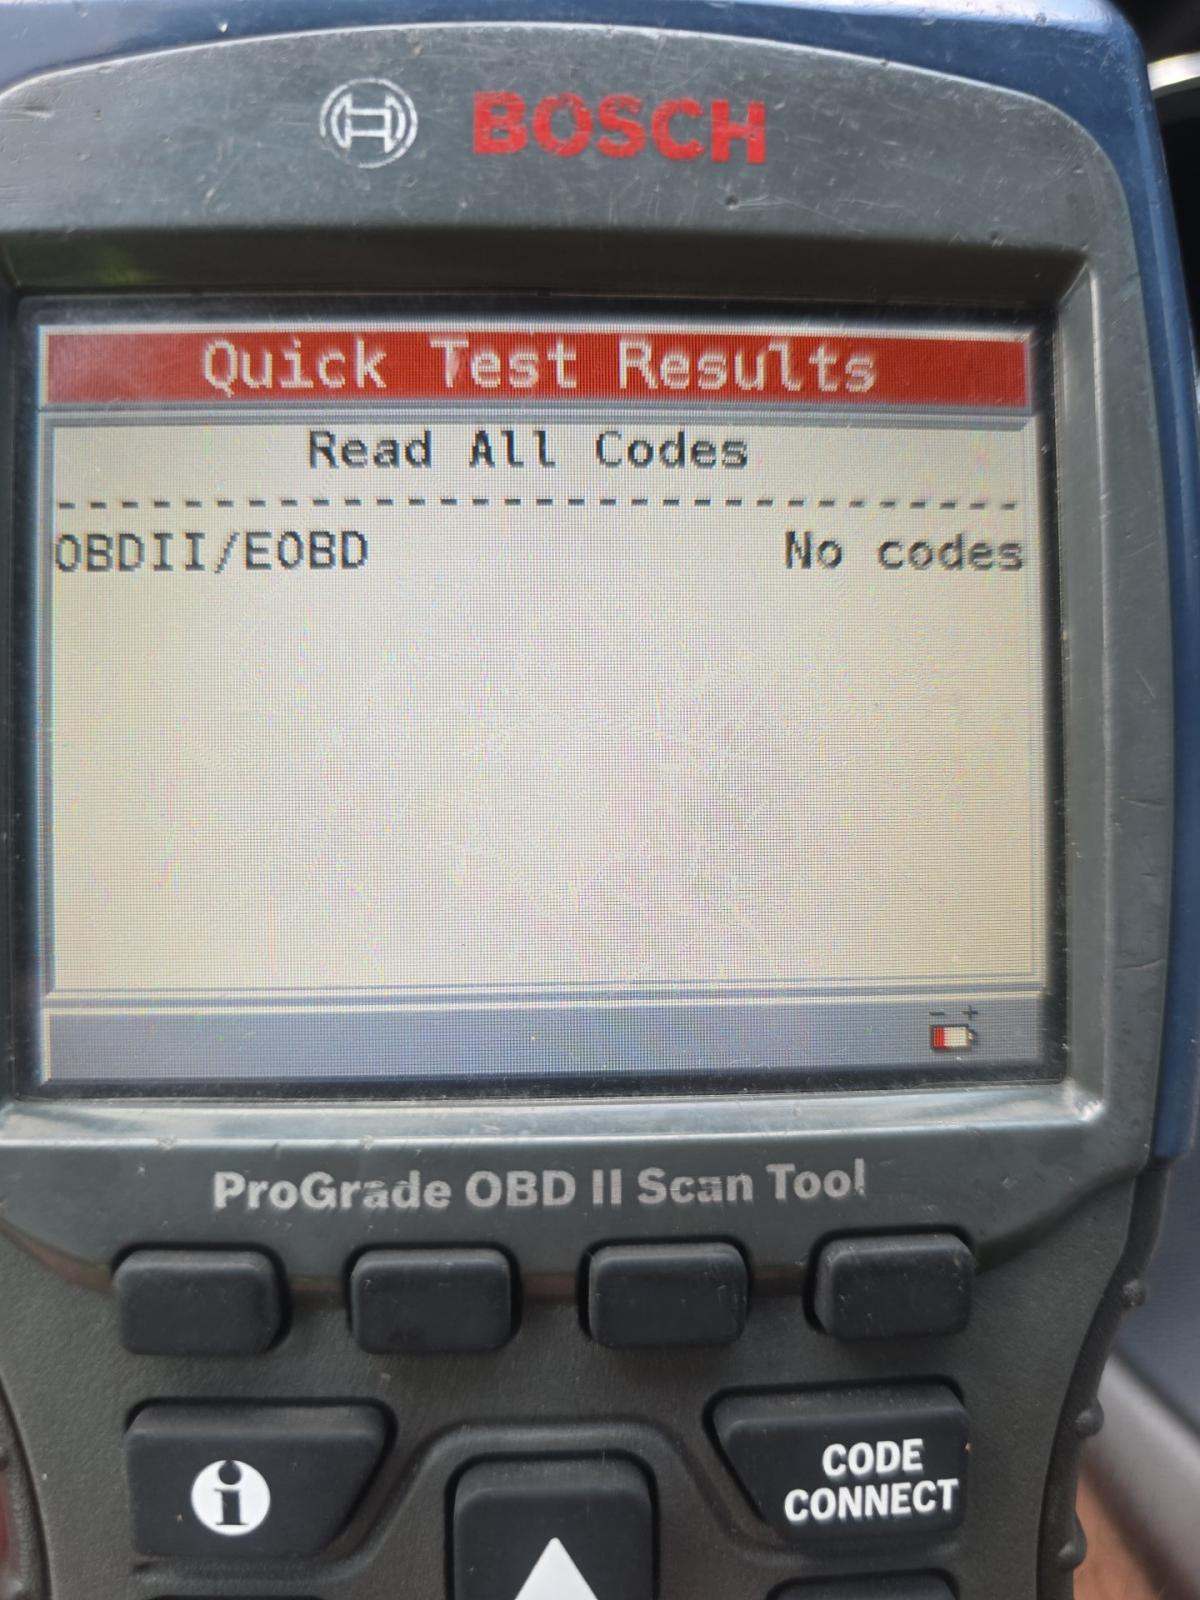 BOSCH
Quick Test Results
Read All Codes
--------------------------------
OBDII/EOBD No codes
- +
ProGrade OBD II Scan Tool
i
CODE
CONNECT